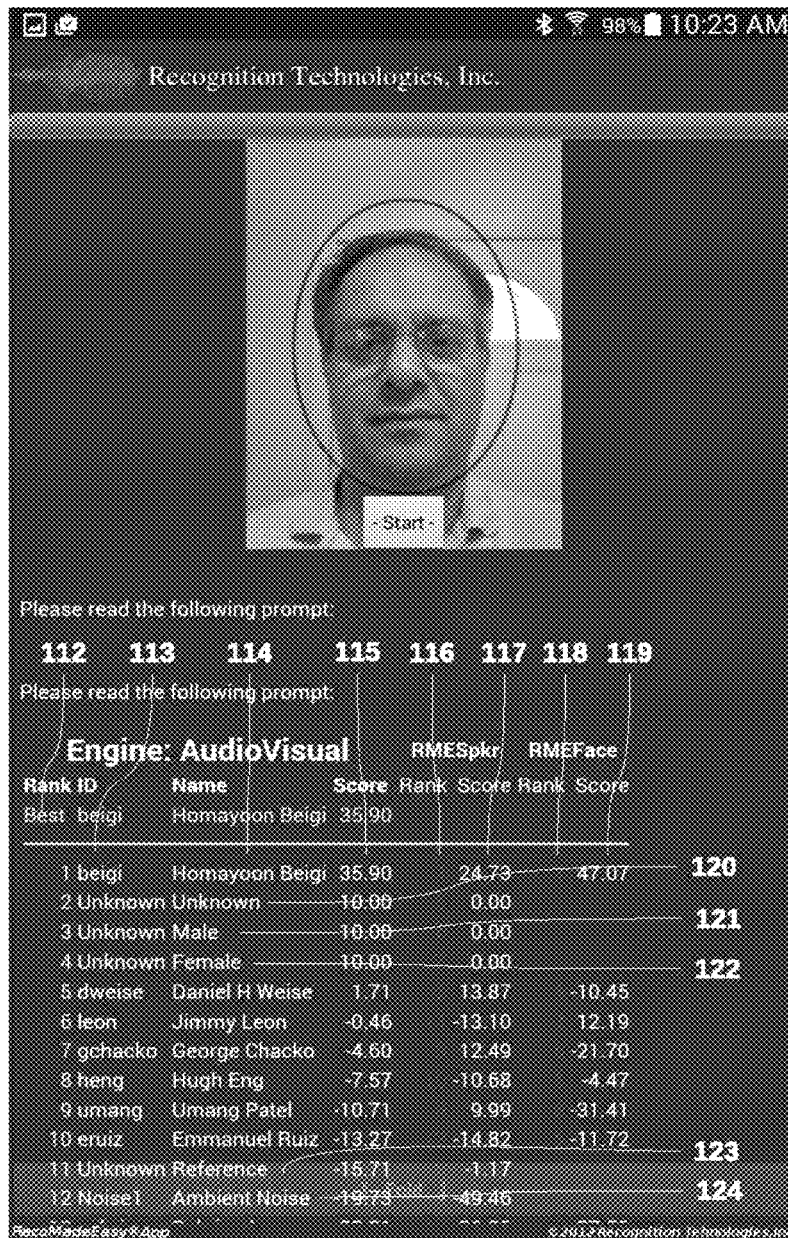 98% 10:23 AM
Recognition Technologies, Inc.
- Start -
Please read the following prompt:
112 113 114 115 116 117 118 119
Please read the following prompt:
Engine: AudioVisual RMESpkr RMEFace
Rank ID Name Score Rank Score Rank Score
Best beigi Homayoon Beigi 35.90
1 beigi Homayoon Beigi 35.90 24.73 47.07 120
2 Unknown Unknown 10.00 0.00
3 Unknown Male 10.00 0.00 121
4 Unknown Female 10.00 0.00 122
5 dweise Daniel H Weise 1.71 13.87 -10.45
6 leon Jimmy Leon -0.46 -13.10 12.19
7 gchacko George Chacko -4.60 12.49 -21.70
8 heng Hugh Eng -7.57 -10.68 -4.47
9 umang Umang Patel -10.71 9.99 -31.41
10 eruiz Emmanuel Ruiz -13.27 -14.82 -11.72
11 Unknown Reference -15.71 -1.17 123
12 Noise1 Ambient Noise -19.73 -49.46 124
RecoMadeEasy®App ©2012 Recognition Tehnologies,Inc